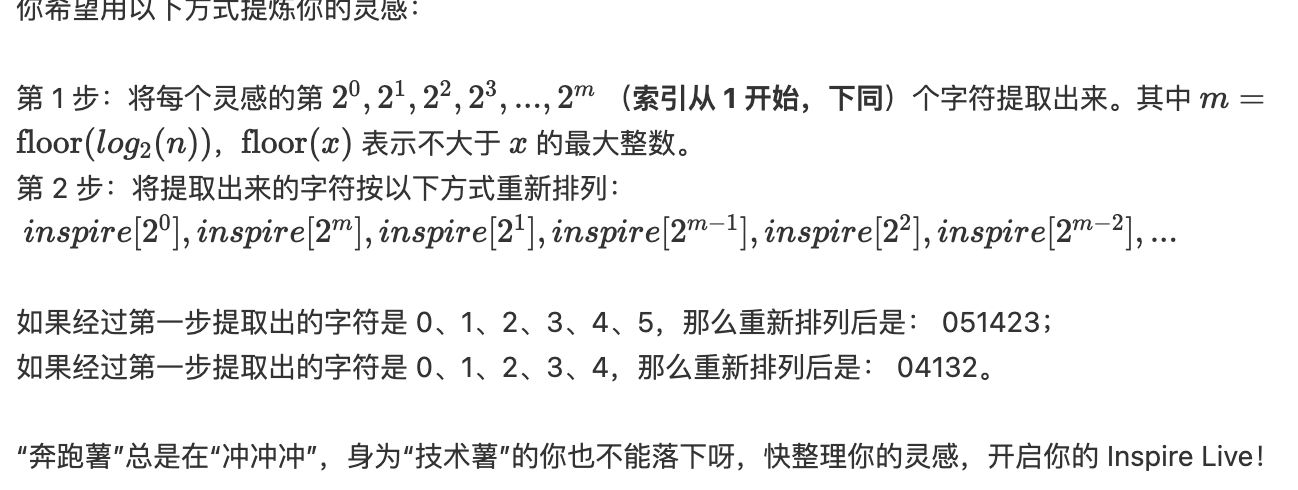 你希望用以下方式提炼你的灵感：
第 1 步：将每个灵感的第 2^0, 2^1, 2^2, 2^3, ..., 2^m （索引从 1 开始，下同）个字符提取出来。其中 m =
floor(log_2(n))，floor(x) 表示不大于 x 的最大整数。
第 2 步：将提取出来的字符按以下方式重新排列：
inspire[2^0], inspire[2^m], inspire[2^1], inspire[2^{m-1}], inspire[2^2], inspire[2^{m-2}], ...
如果经过第一步提取出的字符是 0、1、2、3、4、5，那么重新排列后是： 051423；
如果经过第一步提取出的字符是 0、1、2、3、4，那么重新排列后是： 04132。
“奔跑薯”总是在“冲冲冲”，身为“技术薯”的你也不能落下呀，快整理你的灵感，开启你的 Inspire Live！